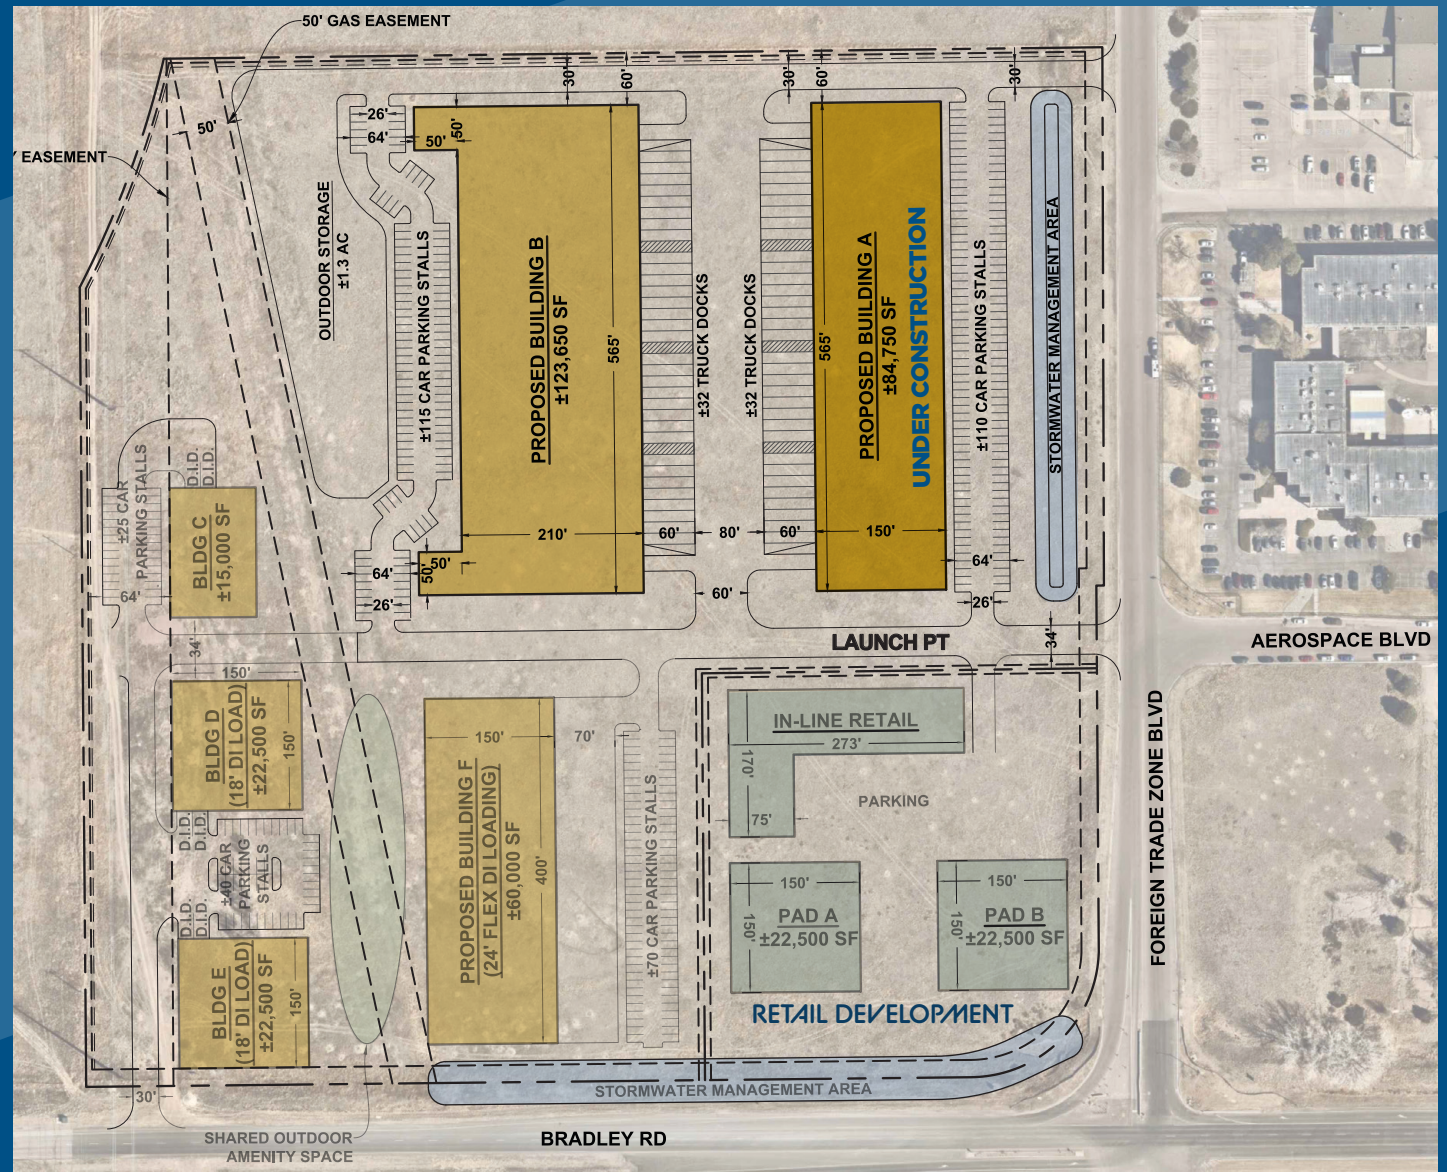 50' GAS EASEMENT
50'
Y EASEMENT
30'
60'
30'
60'
30'
26'
64'
50'
50'
OUTDOOR STORAGE
±1.3 AC
±115 CAR PARKING STALLS
PROPOSED BUILDING B
±123,650 SF
565'
210'
±32 TRUCK DOCKS
±32 TRUCK DOCKS
PROPOSED BUILDING A
±84,750 SF
UNDER CONSTRUCTION
565'
150'
±110 CAR PARKING STALLS
STORMWATER MANAGEMENT AREA
60'
80'
60'
64'
26'
50'
50'
64'
26'
60'
34'
D.I.D.
D.I.D.
±25 CAR
PARKING STALLS
BLDG C
±15,000 SF
64'
34'
LAUNCH PT
AEROSPACE BLVD
FOREIGN TRADE ZONE BLVD
150'
BLDG D
(18' DI LOAD)
±22,500 SF
150'
D.I.D.
D.I.D.
±40 CAR
PARKING
STALLS
D.I.D.
D.I.D.
BLDG E
(18' DI LOAD)
±22,500 SF
150'
150'
PROPOSED BUILDING F
(24' FLEX DI LOADING)
±60,000 SF
400'
70'
±70 CAR PARKING STALLS
IN-LINE RETAIL
273'
170'
75'
PARKING
150'
150'
PAD A
±22,500 SF
150'
150'
PAD B
±22,500 SF
RETAIL DEVELOPMENT
STORMWATER MANAGEMENT AREA
30'
SHARED OUTDOOR
AMENITY SPACE
BRADLEY RD